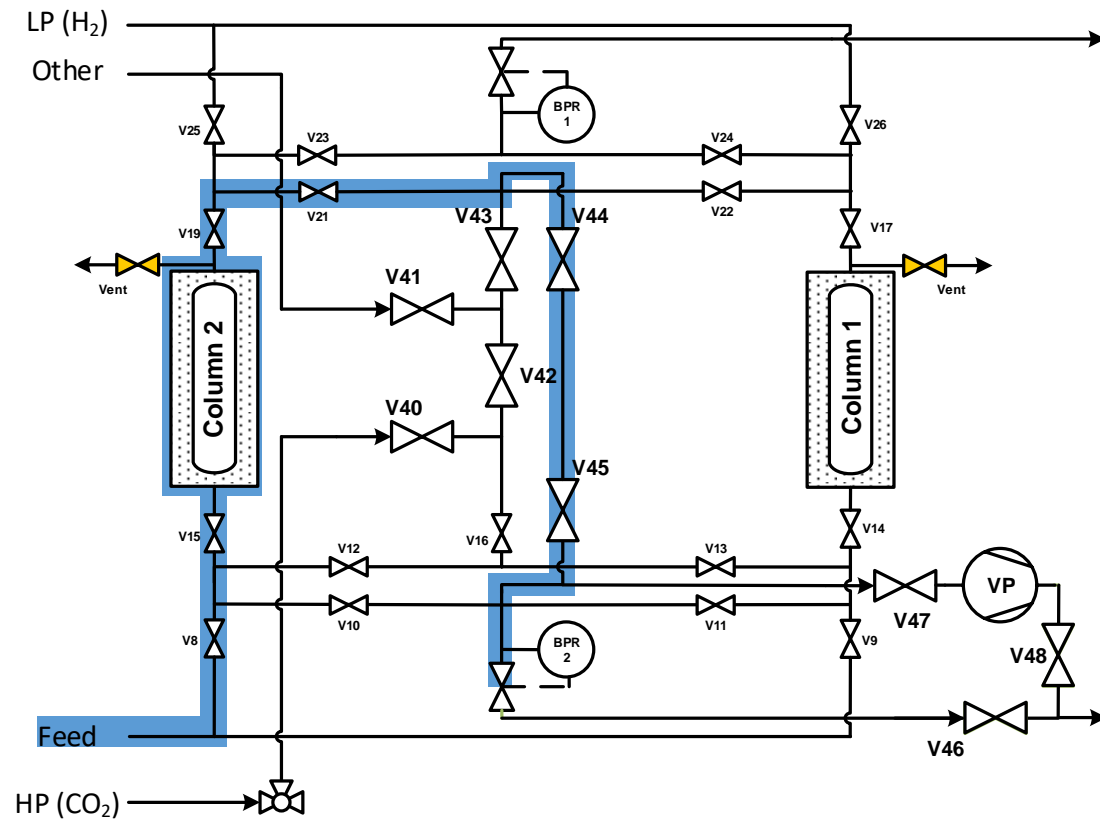 LP (H₂)
Other
BPR
1
V25
V23
V24
V26
V21
V22
V43
V44
V19
V17
Vent
V41
Vent
Column 2
Column 1
V42
V40
V45
V15
V16
V14
V12
V13
V10
V11
VP
V47
V8
BPR
2
V9
V48
Feed
V46
HP (CO₂)